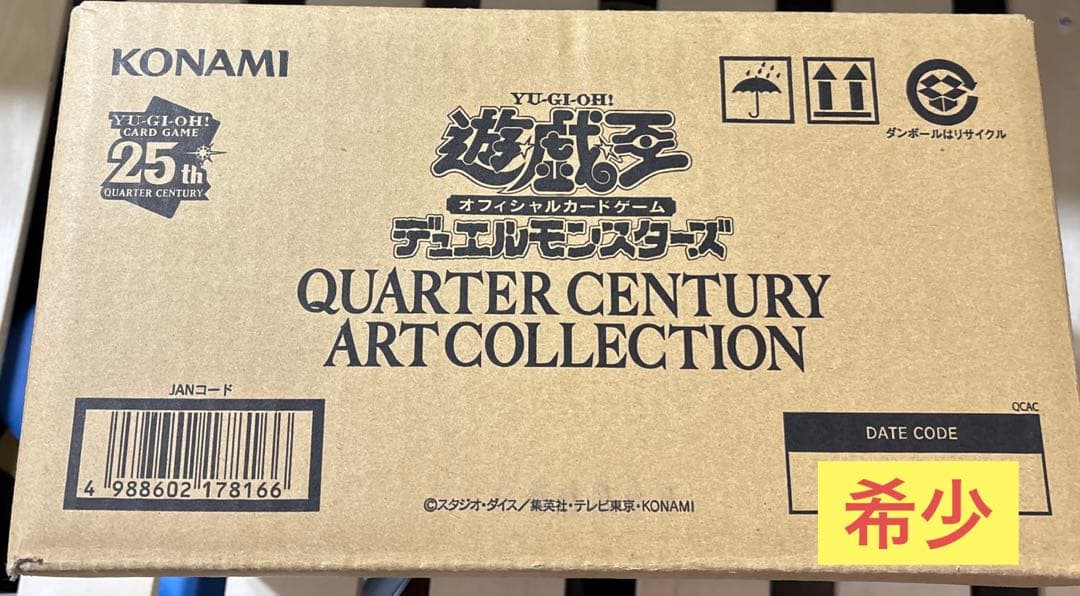 KONAMI
YU-GI-OH!
CARD GAME
25th
QUARTER CENTURY
YU-GI-OH!
遊戯王
オフィシャルカードゲーム
デュエルモンスターズ
QUARTER CENTURY
ART COLLECTION
ダンボールはリサイクル
JANコード
4 988602 178166
QCAC
DATE CODE
©スタジオ・ダイス/集英社・テレビ東京・KONAMI
希少